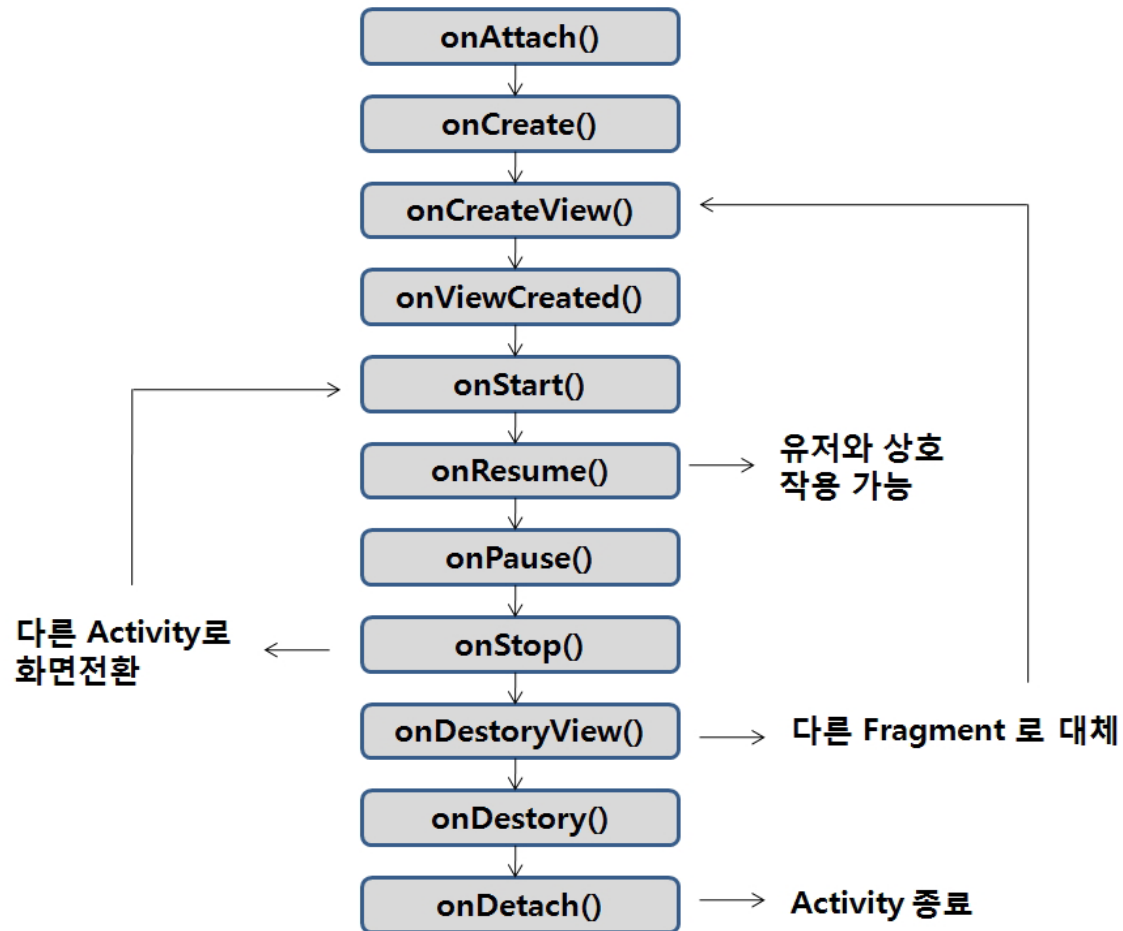 onAttach()
onCreate()
onCreateView()
onViewCreated()
onStart()
onResume()
유저와 상호
작용 가능
onPause()
onStop()
다른 Activity로
화면전환
onDestoryView()
다른 Fragment 로 대체
onDestory()
onDetach()
Activity 종료